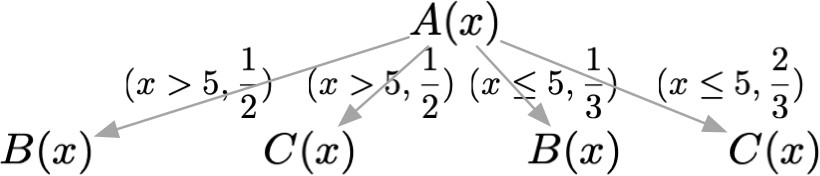 A(x)
(x > 5, 1/2) (x > 5, 1/2) (x ≤ 5, 1/3) (x ≤ 5, 2/3)
B(x) C(x) B(x) C(x)